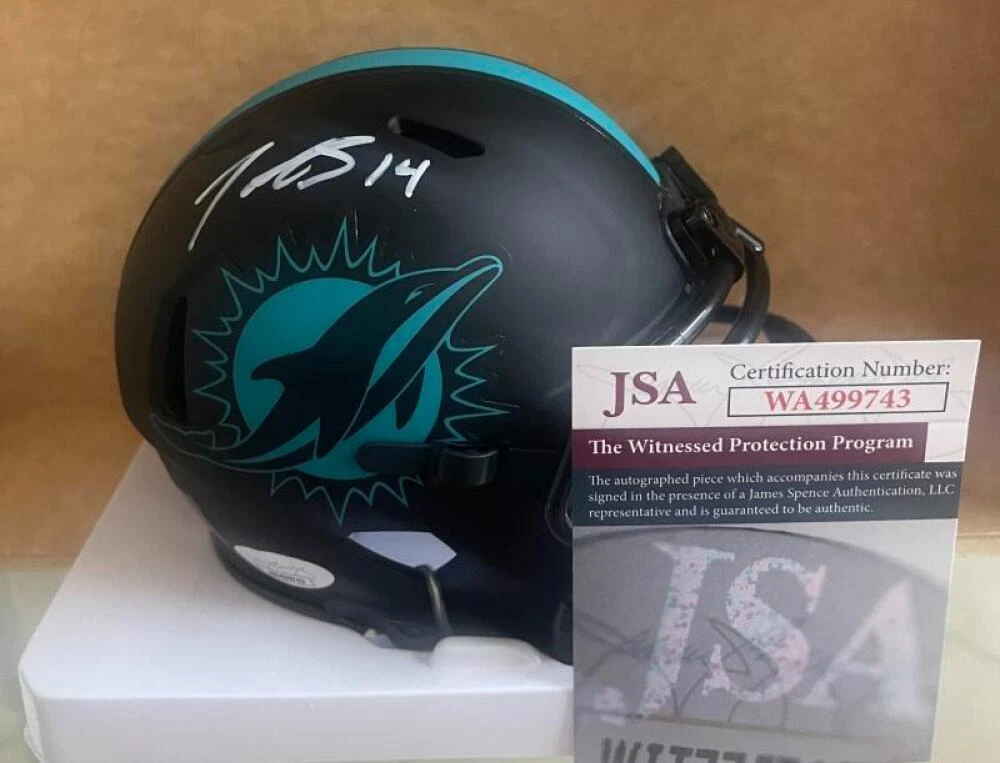 14
JSA
Certification Number:
WA499743
The Witnessed Protection Program
The autographed piece which accompanies this certificate was
signed in the presence of a James Spence Authentication, LLC
representative and is guaranteed to be authentic.
JSA